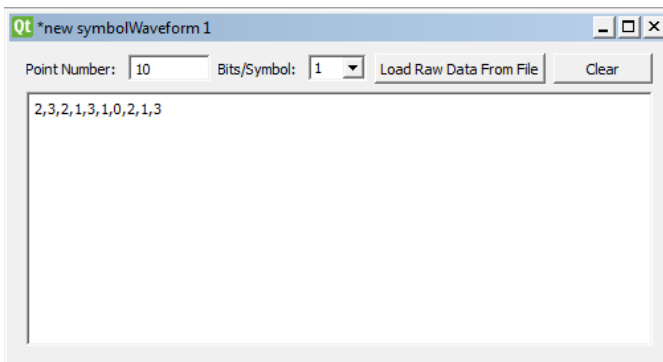 Qt *new symbolWaveform 1
Point Number: 10 Bits/Symbol: 1 Load Raw Data From File Clear
2,3,2,1,3,1,0,2,1,3